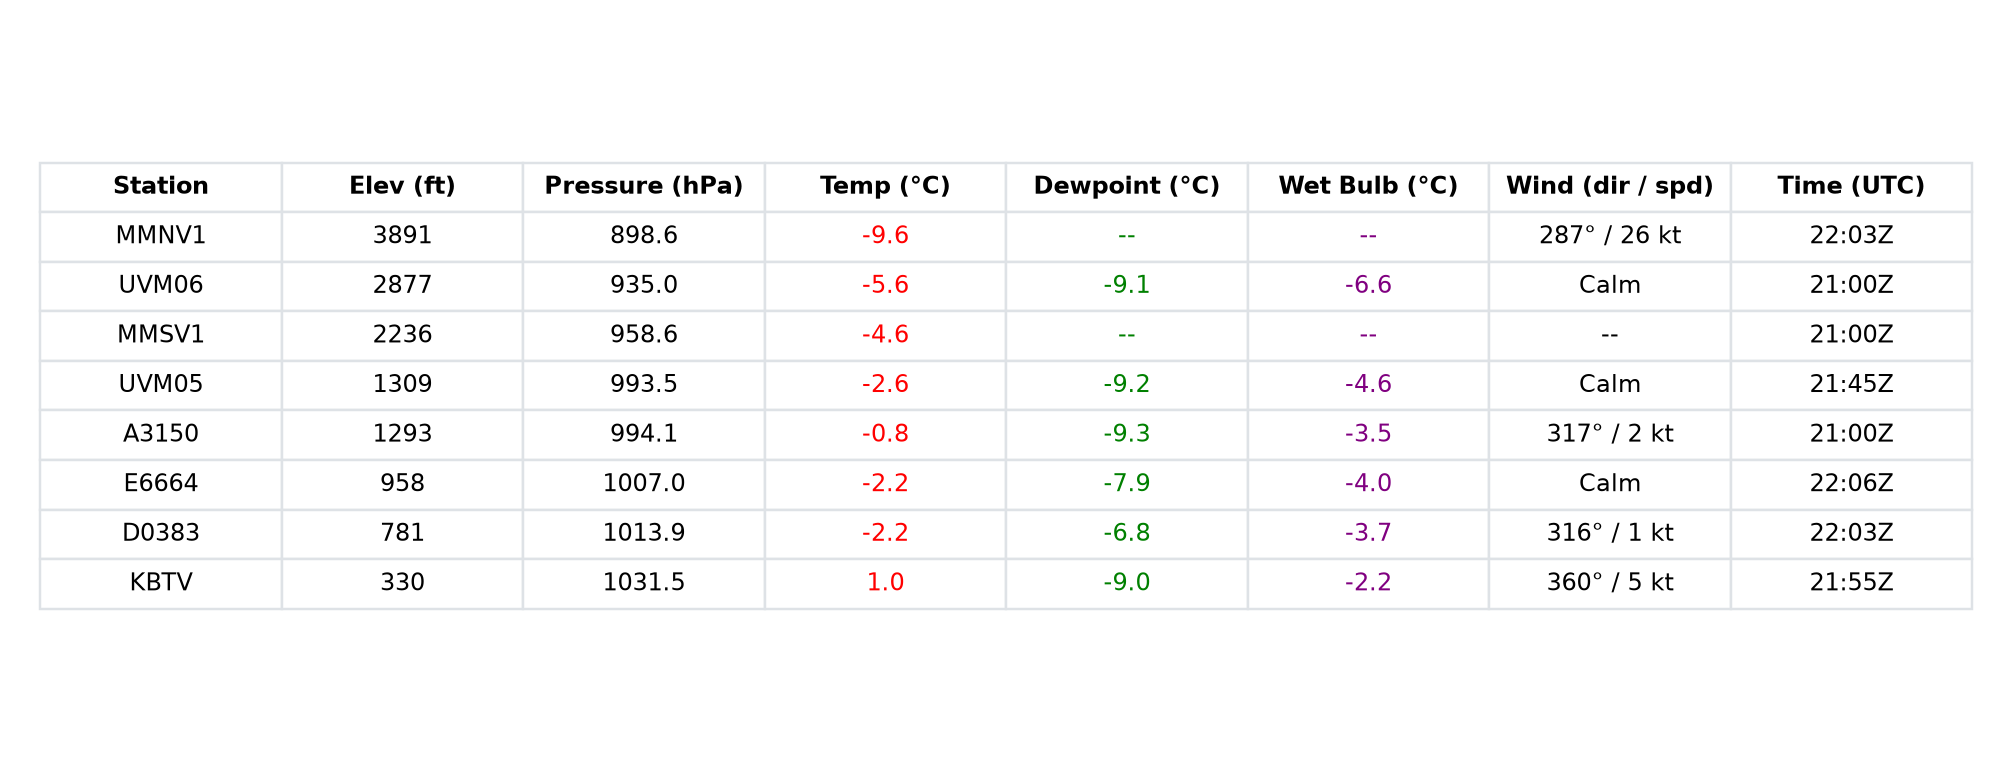 Station Elev (ft) Pressure (hPa) Temp (°C) Dewpoint (°C) Wet Bulb (°C) Wind (dir / spd) Time (UTC)
MMNV1 3891 898.6 -9.6 -- -- 287° / 26 kt 22:03Z
UVM06 2877 935.0 -5.6 -9.1 -6.6 Calm 21:00Z
MMSV1 2236 958.6 -4.6 -- -- -- 21:00Z
UVM05 1309 993.5 -2.6 -9.2 -4.6 Calm 21:45Z
A3150 1293 994.1 -0.8 -9.3 -3.5 317° / 2 kt 21:00Z
E6664 958 1007.0 -2.2 -7.9 -4.0 Calm 22:06Z
D0383 781 1013.9 -2.2 -6.8 -3.7 316° / 1 kt 22:03Z
KBTV 330 1031.5 1.0 -9.0 -2.2 360° / 5 kt 21:55Z